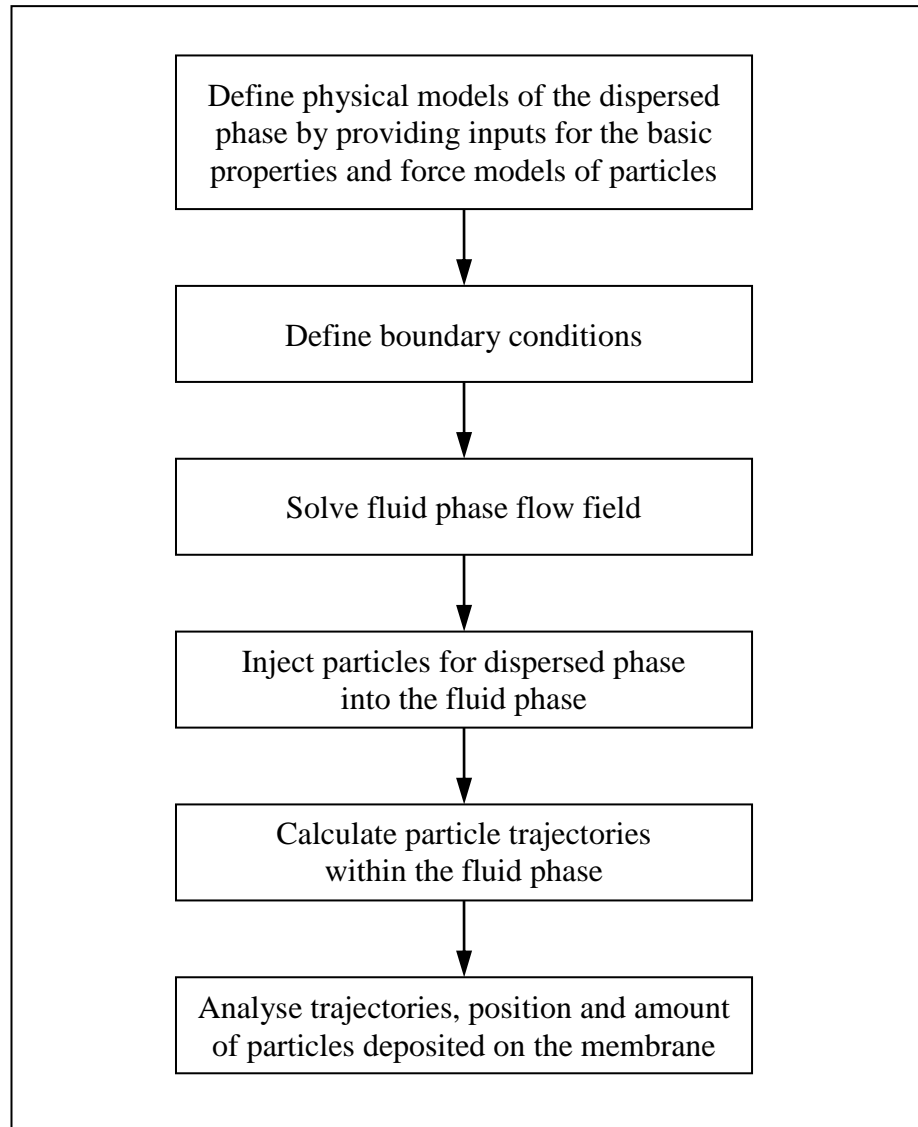 Define physical models of the dispersed
phase by providing inputs for the basic
properties and force models of particles
Define boundary conditions
Solve fluid phase flow field
Inject particles for dispersed phase
into the fluid phase
Calculate particle trajectories
within the fluid phase
Analyse trajectories, position and amount
of particles deposited on the membrane